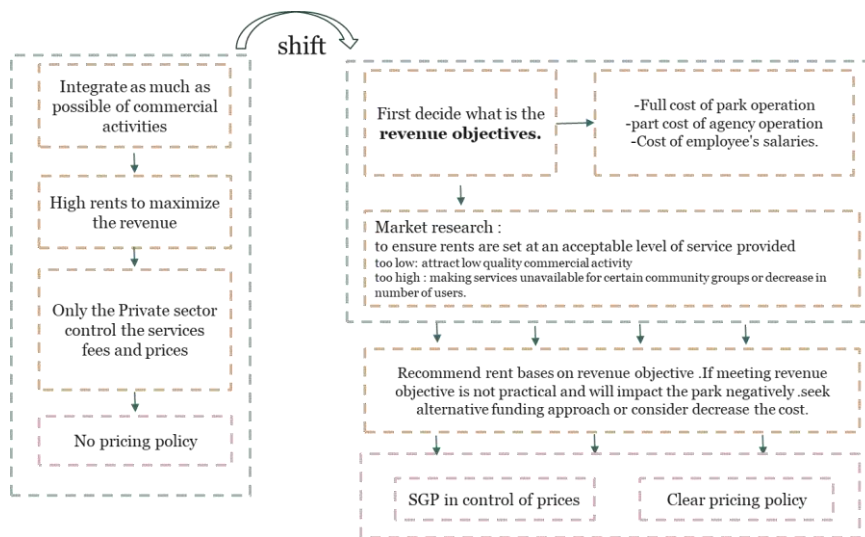 shift
Integrate as much as
possible of commercial
activities
High rents to maximize
the revenue
Only the Private sector
control the services
fees and prices
No pricing policy
First decide what is the
revenue objectives.
-Full cost of park operation
-part cost of agency operation
-Cost of employee's salaries.
Market research :
to ensure rents are set at an acceptable level of service provided
too low: attract low quality commercial activity
too high : making services unavailable for certain community groups or decrease in
number of users.
Recommend rent bases on revenue objective .If meeting revenue
objective is not practical and will impact the park negatively .seek
alternative funding approach or consider decrease the cost.
SGP in control of prices
Clear pricing policy